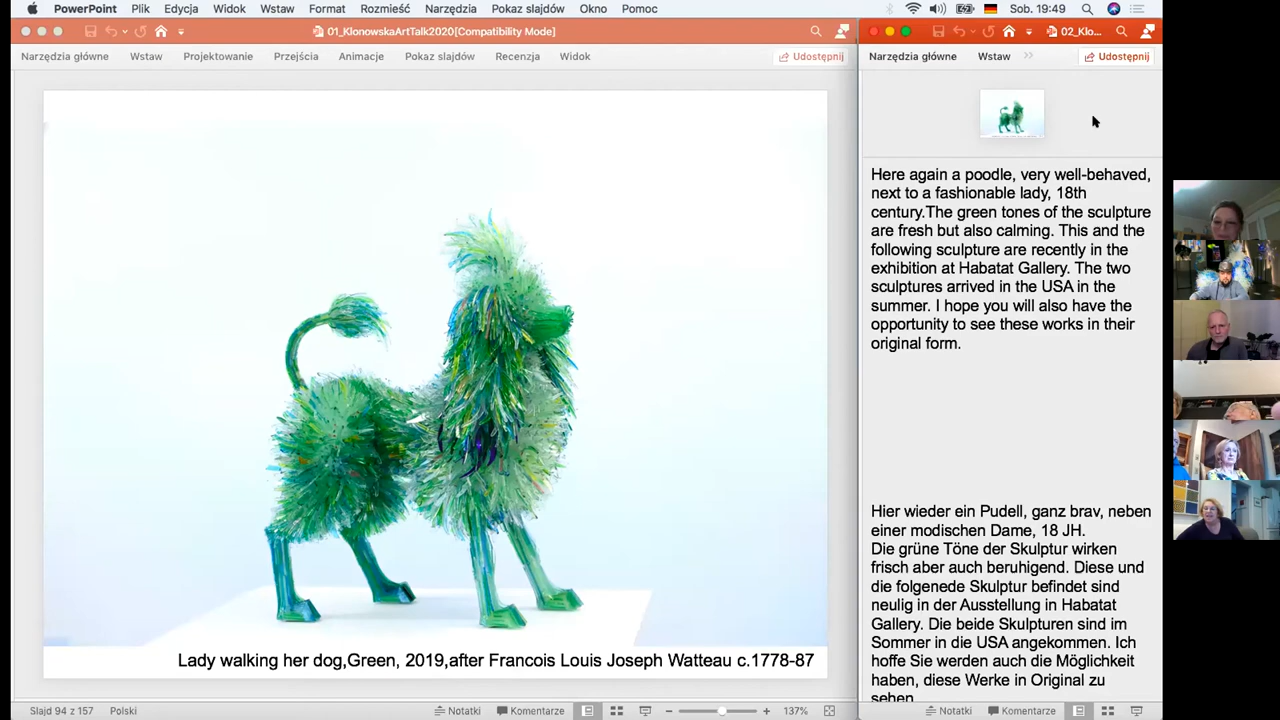 PowerPoint Plik Edycja Widok Wstaw Format Rozmieść Narzędzia Pokaz slajdów Okno Pomoc Sob. 19:49
01_KlonowskaArtTalk2020[Compatibility Mode]
Narzędzia główne Wstaw Projektowanie Przejścia Animacje Pokaz slajdów Recenzja Widok Udostępnij
Lady walking her dog,Green, 2019,after Francois Louis Joseph Watteau c.1778-87
Slajd 94 z 157 Polski Notatki Komentarze 137%
02_Klo...
Narzędzia główne Wstaw Udostępnij
Here again a poodle, very well-behaved,
next to a fashionable lady, 18th
century.The green tones of the sculpture
are fresh but also calming. This and the
following sculpture are recently in the
exhibition at Habatat Gallery. The two
sculptures arrived in the USA in the
summer. I hope you will also have the
opportunity to see these works in their
original form.
Hier wieder ein Pudell, ganz brav, neben
einer modischen Dame, 18 JH.
Die grüne Töne der Skulptur wirken
frisch aber auch beruhigend. Diese und
die folgenede Skulptur befindet sind
neulig in der Ausstellung in Habatat
Gallery. Die beide Skulpturen sind im
Sommer in die USA angekommen. Ich
hoffe Sie werden auch die Möglichkeit
haben, diese Werke in Original zu
sehen
Notatki Komentarze